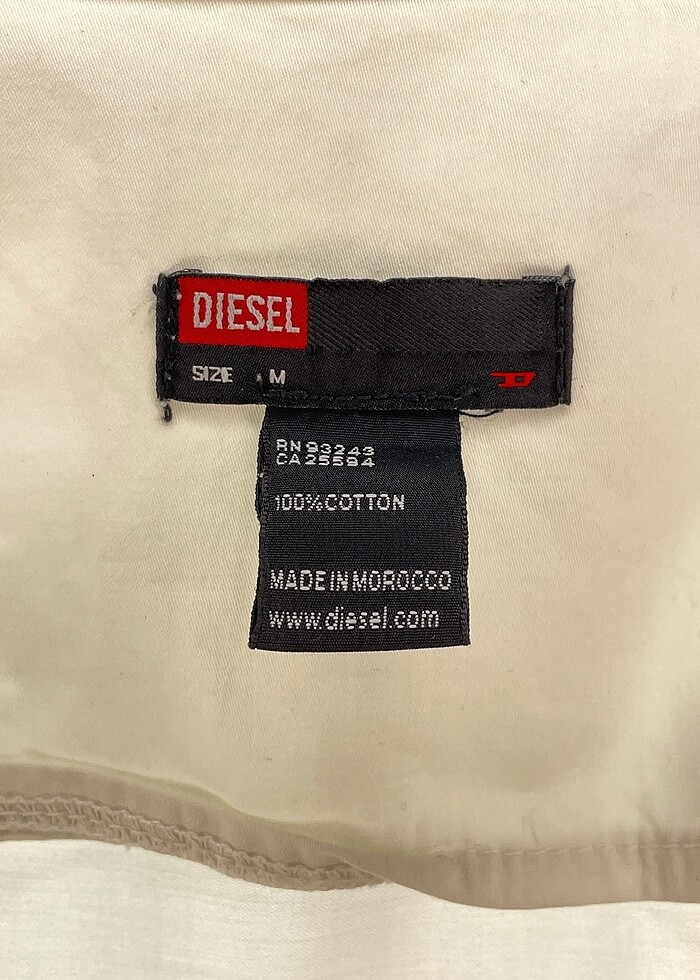 DIESEL
SIZE M
RN 93243
CA 25594
100% COTTON
MADE IN MOROCCO
www.diesel.com